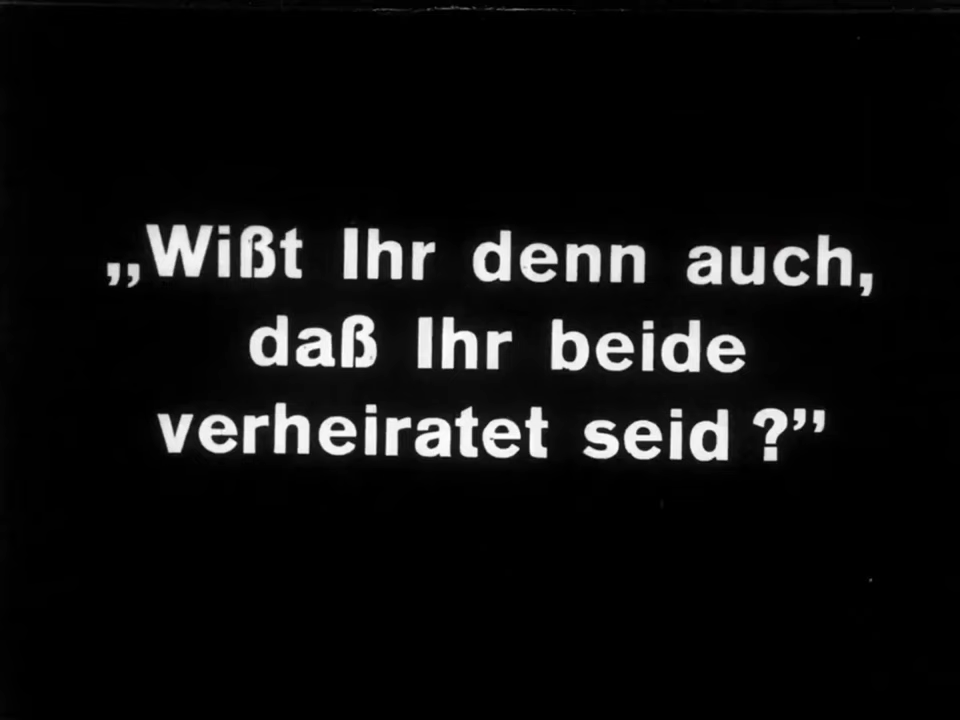 „Wißt Ihr denn auch,
daß Ihr beide
verheiratet seid ?”